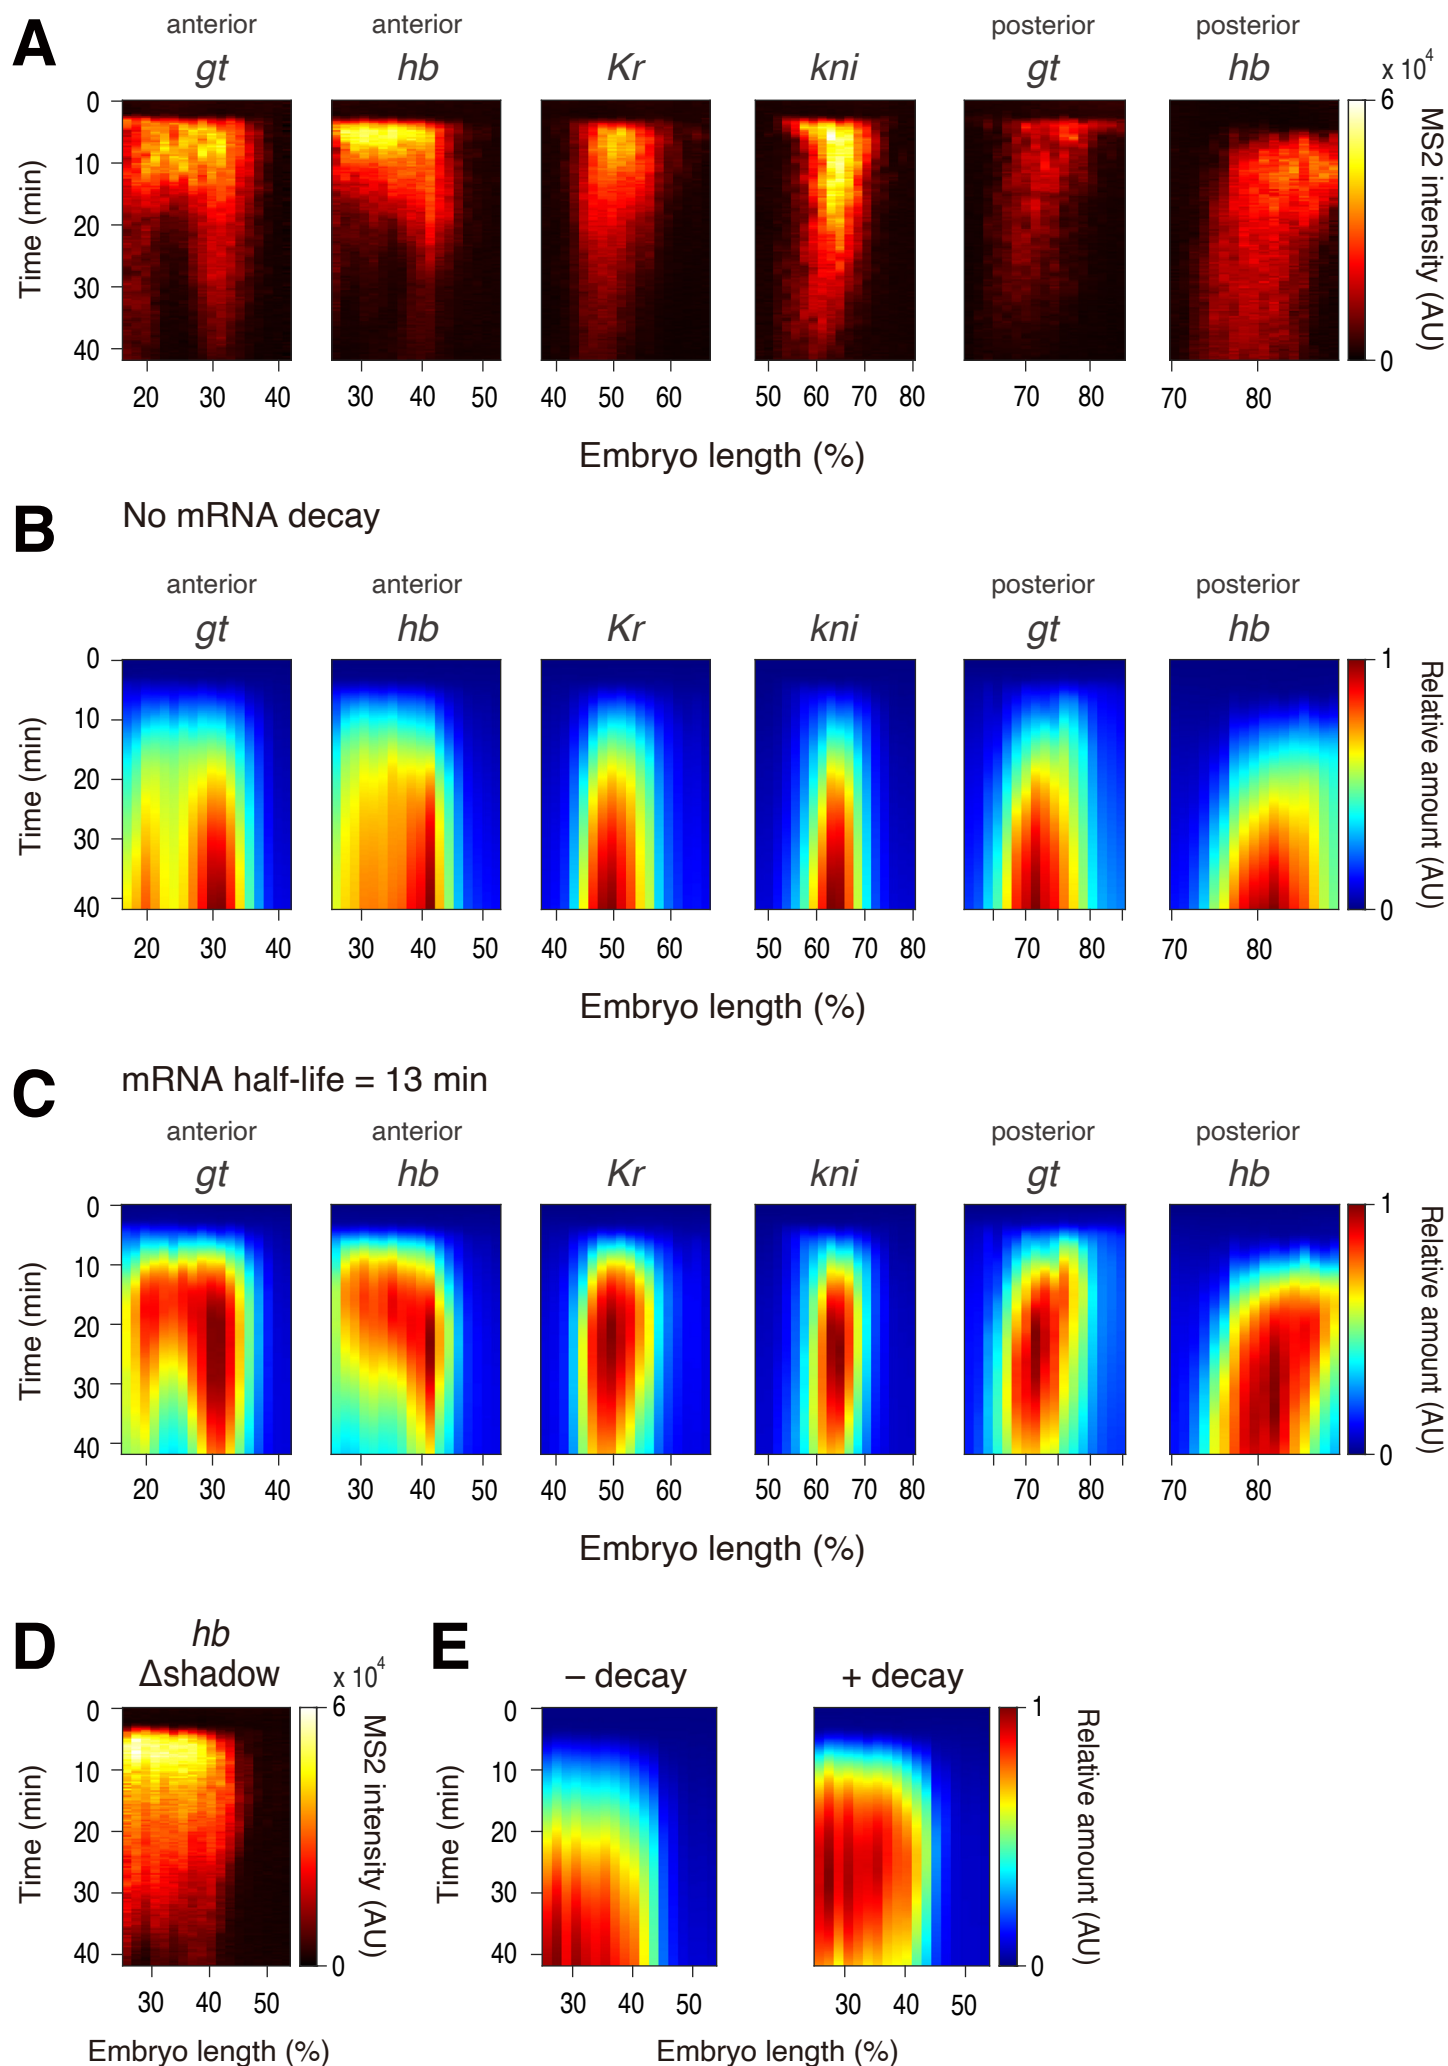 A
anterior anterior posterior posterior
gt hb Kr kni gt hb
x 10^4
0 10 20 30 40
Time (min)
6
0
MS2 intensity (AU)
20 30 40 30 40 50 40 50 60 50 60 70 80 70 80 70 80
Embryo length (%)
B No mRNA decay
anterior anterior posterior posterior
gt hb Kr kni gt hb
0 10 20 30 40
Time (min)
1
0
Relative amount (AU)
20 30 40 30 40 50 40 50 60 50 60 70 80 70 80 70 80
Embryo length (%)
C mRNA half-life = 13 min
anterior anterior posterior posterior
gt hb Kr kni gt hb
0 10 20 30 40
Time (min)
1
0
Relative amount (AU)
20 30 40 30 40 50 40 50 60 50 60 70 80 70 80 70 80
Embryo length (%)
D
hb
Δshadow
x 10^4
0 10 20 30 40
Time (min)
6
0
MS2 intensity (AU)
30 40 50
Embryo length (%)
E
– decay + decay
0 10 20 30 40
Time (min)
1
0
Relative amount (AU)
30 40 50 30 40 50
Embryo length (%)